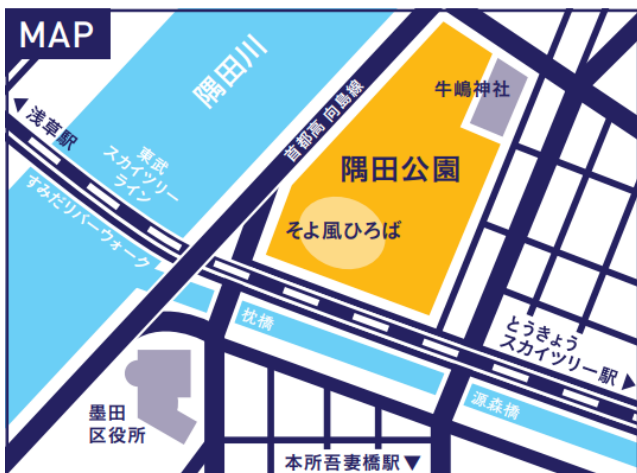 MAP
隅田川
首都高 向島線
牛嶋神社
浅草駅
東武
スカイツリー
ライン
隅田公園
すみだリバーウォーク
そよ風ひろば
枕橋
とうきょう
スカイツリー駅
源森橋
墨田
区役所
本所吾妻橋駅▼